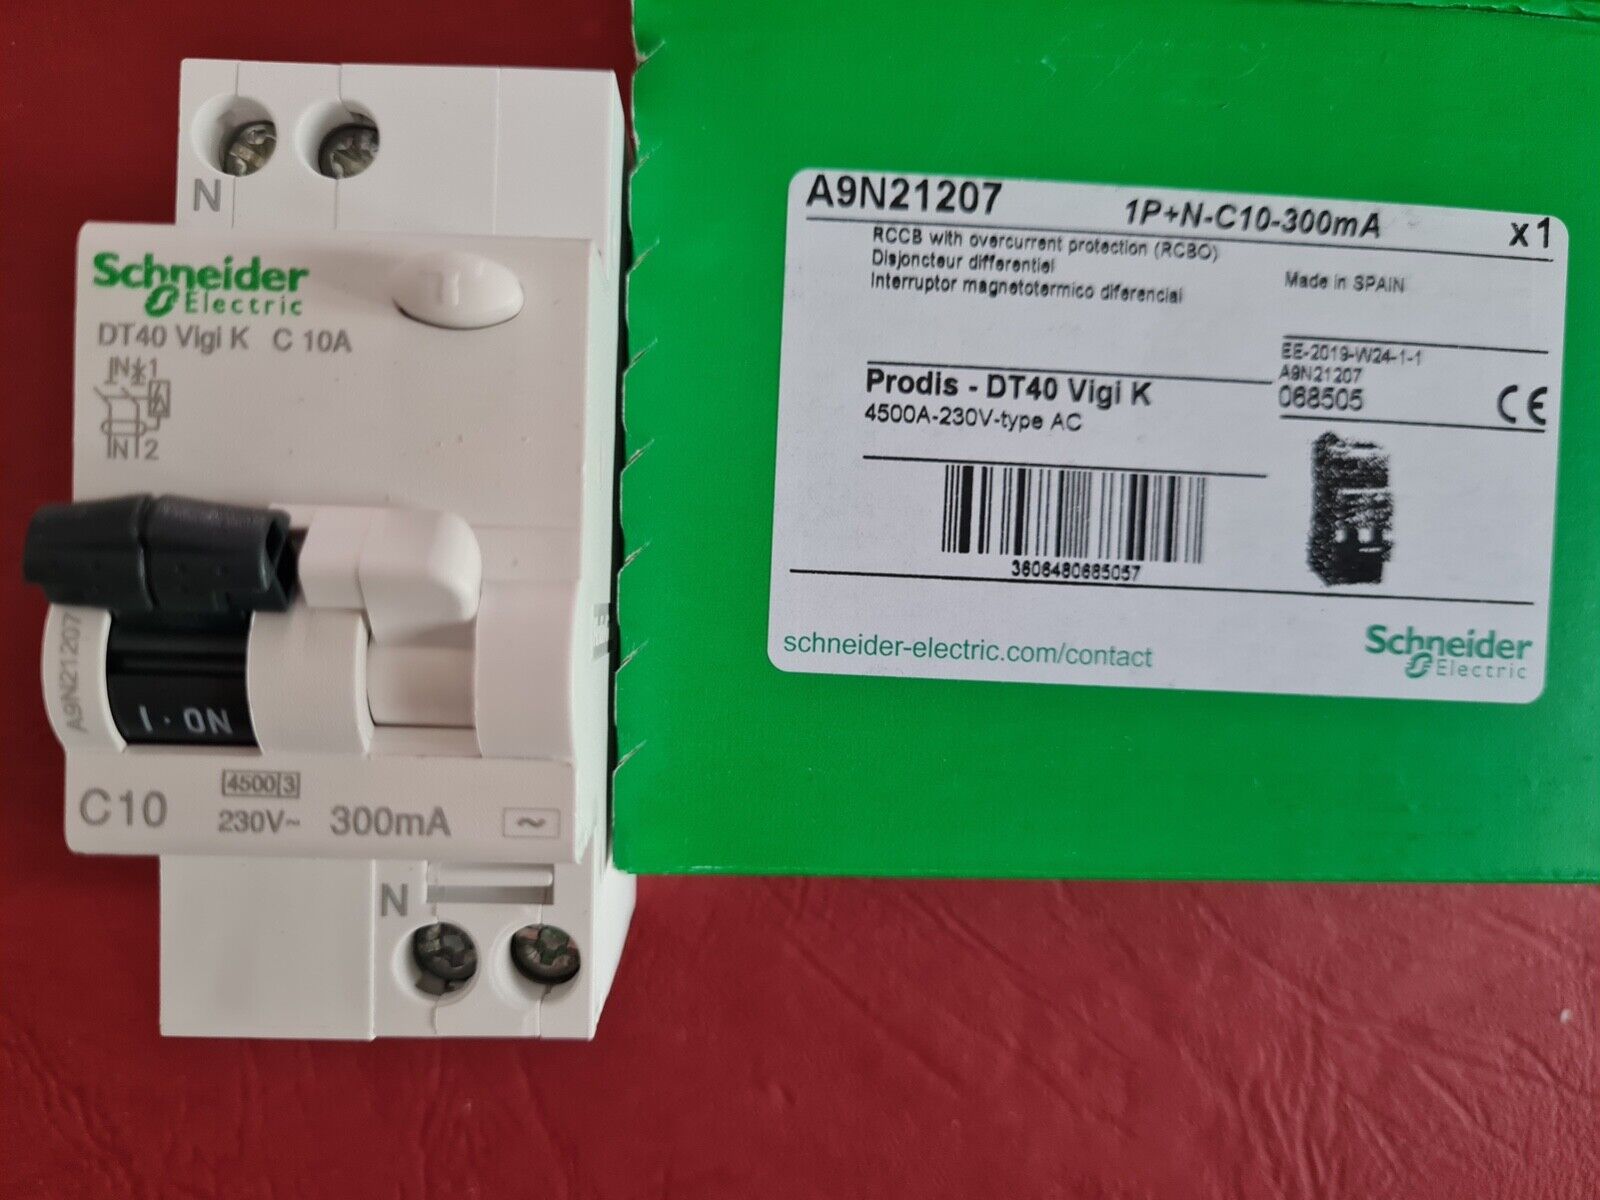 N
Schneider
Electric
T
DT40 Vigi K C 10A
N 1
N 2
A9N21207
I · ON
C10
4500 3
230V~ 300mA ~
N
A9N21207 1P+N-C10-300mA x1
RCCB with overcurrent protection (RCBO)
Disjoncteur differentiel
Interruptor magnetotermico diferencial
Made in SPAIN
EE-2019-W24-1-1
A9N21207
068505
CE
Prodis - DT40 Vigi K
4500A-230V-type AC
3606480685057
schneider-electric.com/contact
Schneider
Electric